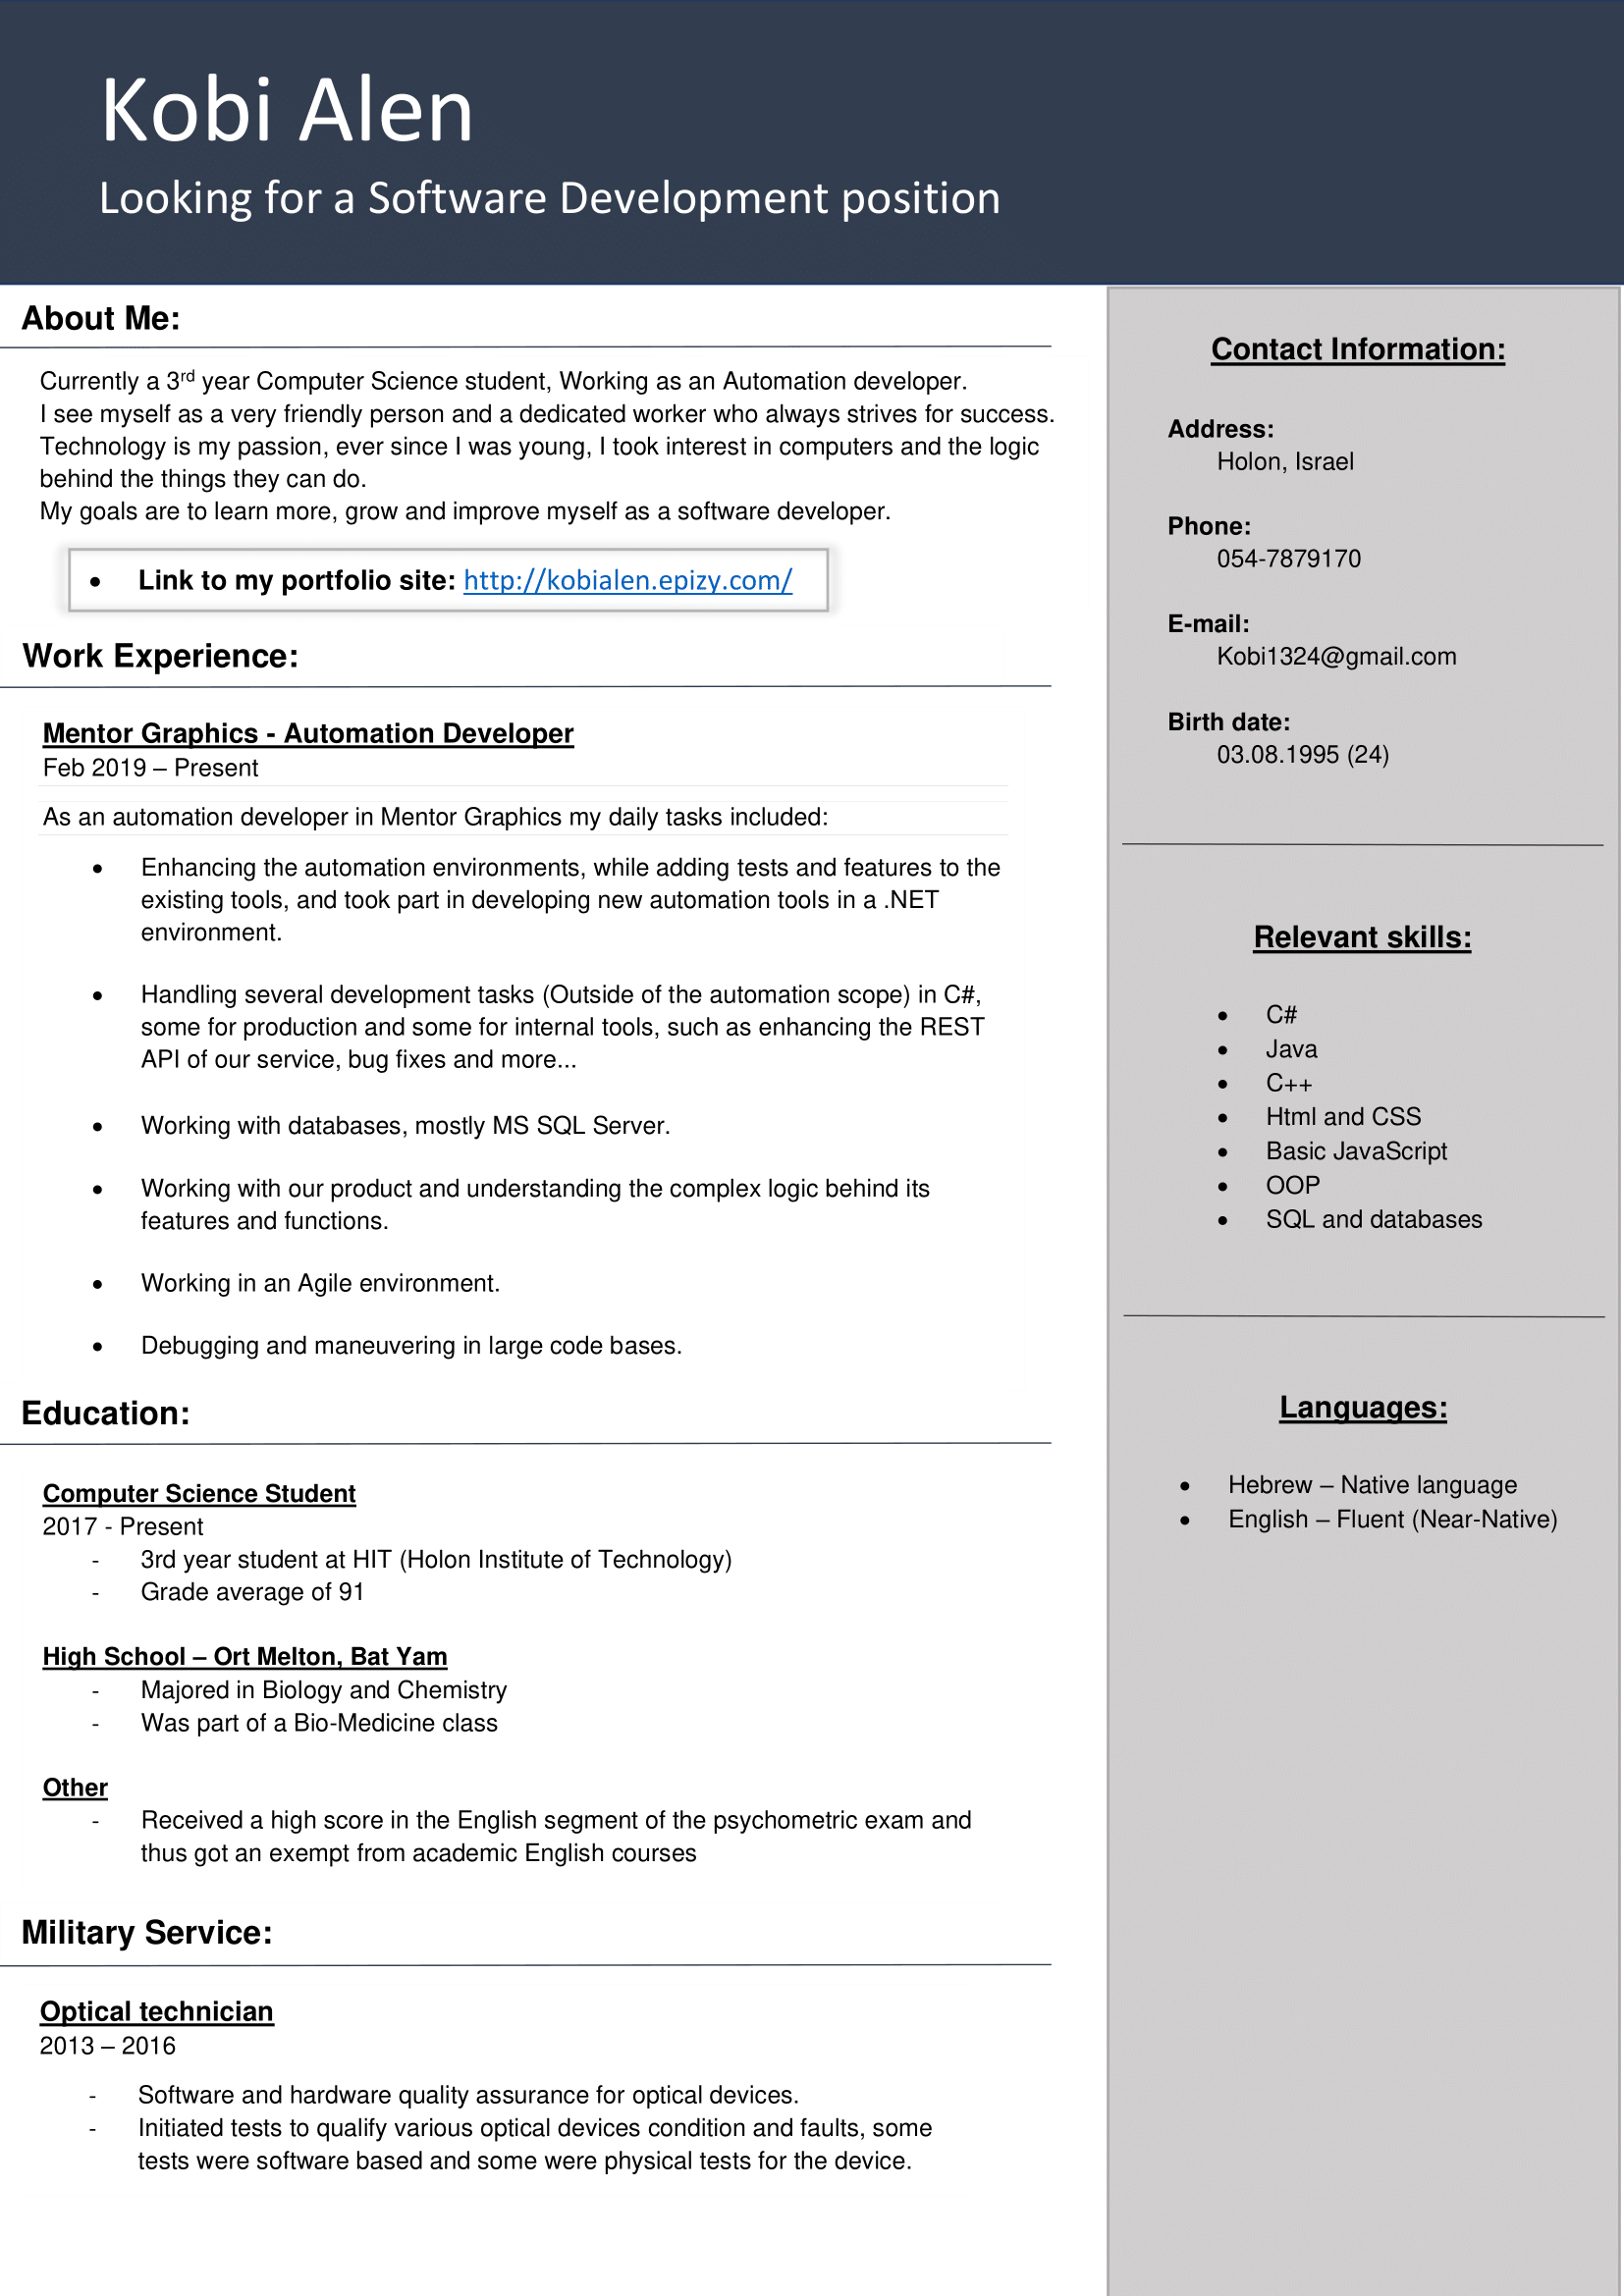 Kobi Alen
Looking for a Software Development position
About Me:
Currently a 3rd year Computer Science student, Working as an Automation developer.
I see myself as a very friendly person and a dedicated worker who always strives for success.
Technology is my passion, ever since I was young, I took interest in computers and the logic
behind the things they can do.
My goals are to learn more, grow and improve myself as a software developer.
• Link to my portfolio site: http://kobialen.epizy.com/
Work Experience:
Mentor Graphics - Automation Developer
Feb 2019 – Present
As an automation developer in Mentor Graphics my daily tasks included:
• Enhancing the automation environments, while adding tests and features to the
existing tools, and took part in developing new automation tools in a .NET
environment.
• Handling several development tasks (Outside of the automation scope) in C#,
some for production and some for internal tools, such as enhancing the REST
API of our service, bug fixes and more...
• Working with databases, mostly MS SQL Server.
• Working with our product and understanding the complex logic behind its
features and functions.
• Working in an Agile environment.
• Debugging and maneuvering in large code bases.
Education:
Computer Science Student
2017 - Present
- 3rd year student at HIT (Holon Institute of Technology)
- Grade average of 91
High School – Ort Melton, Bat Yam
- Majored in Biology and Chemistry
- Was part of a Bio-Medicine class
Other
- Received a high score in the English segment of the psychometric exam and
thus got an exempt from academic English courses
Military Service:
Optical technician
2013 – 2016
- Software and hardware quality assurance for optical devices.
- Initiated tests to qualify various optical devices condition and faults, some
tests were software based and some were physical tests for the device.
Contact Information:
Address:
Holon, Israel
Phone:
054-7879170
E-mail:
Kobi1324@gmail.com
Birth date:
03.08.1995 (24)
Relevant skills:
• C#
• Java
• C++
• Html and CSS
• Basic JavaScript
• OOP
• SQL and databases
Languages:
• Hebrew – Native language
• English – Fluent (Near-Native)